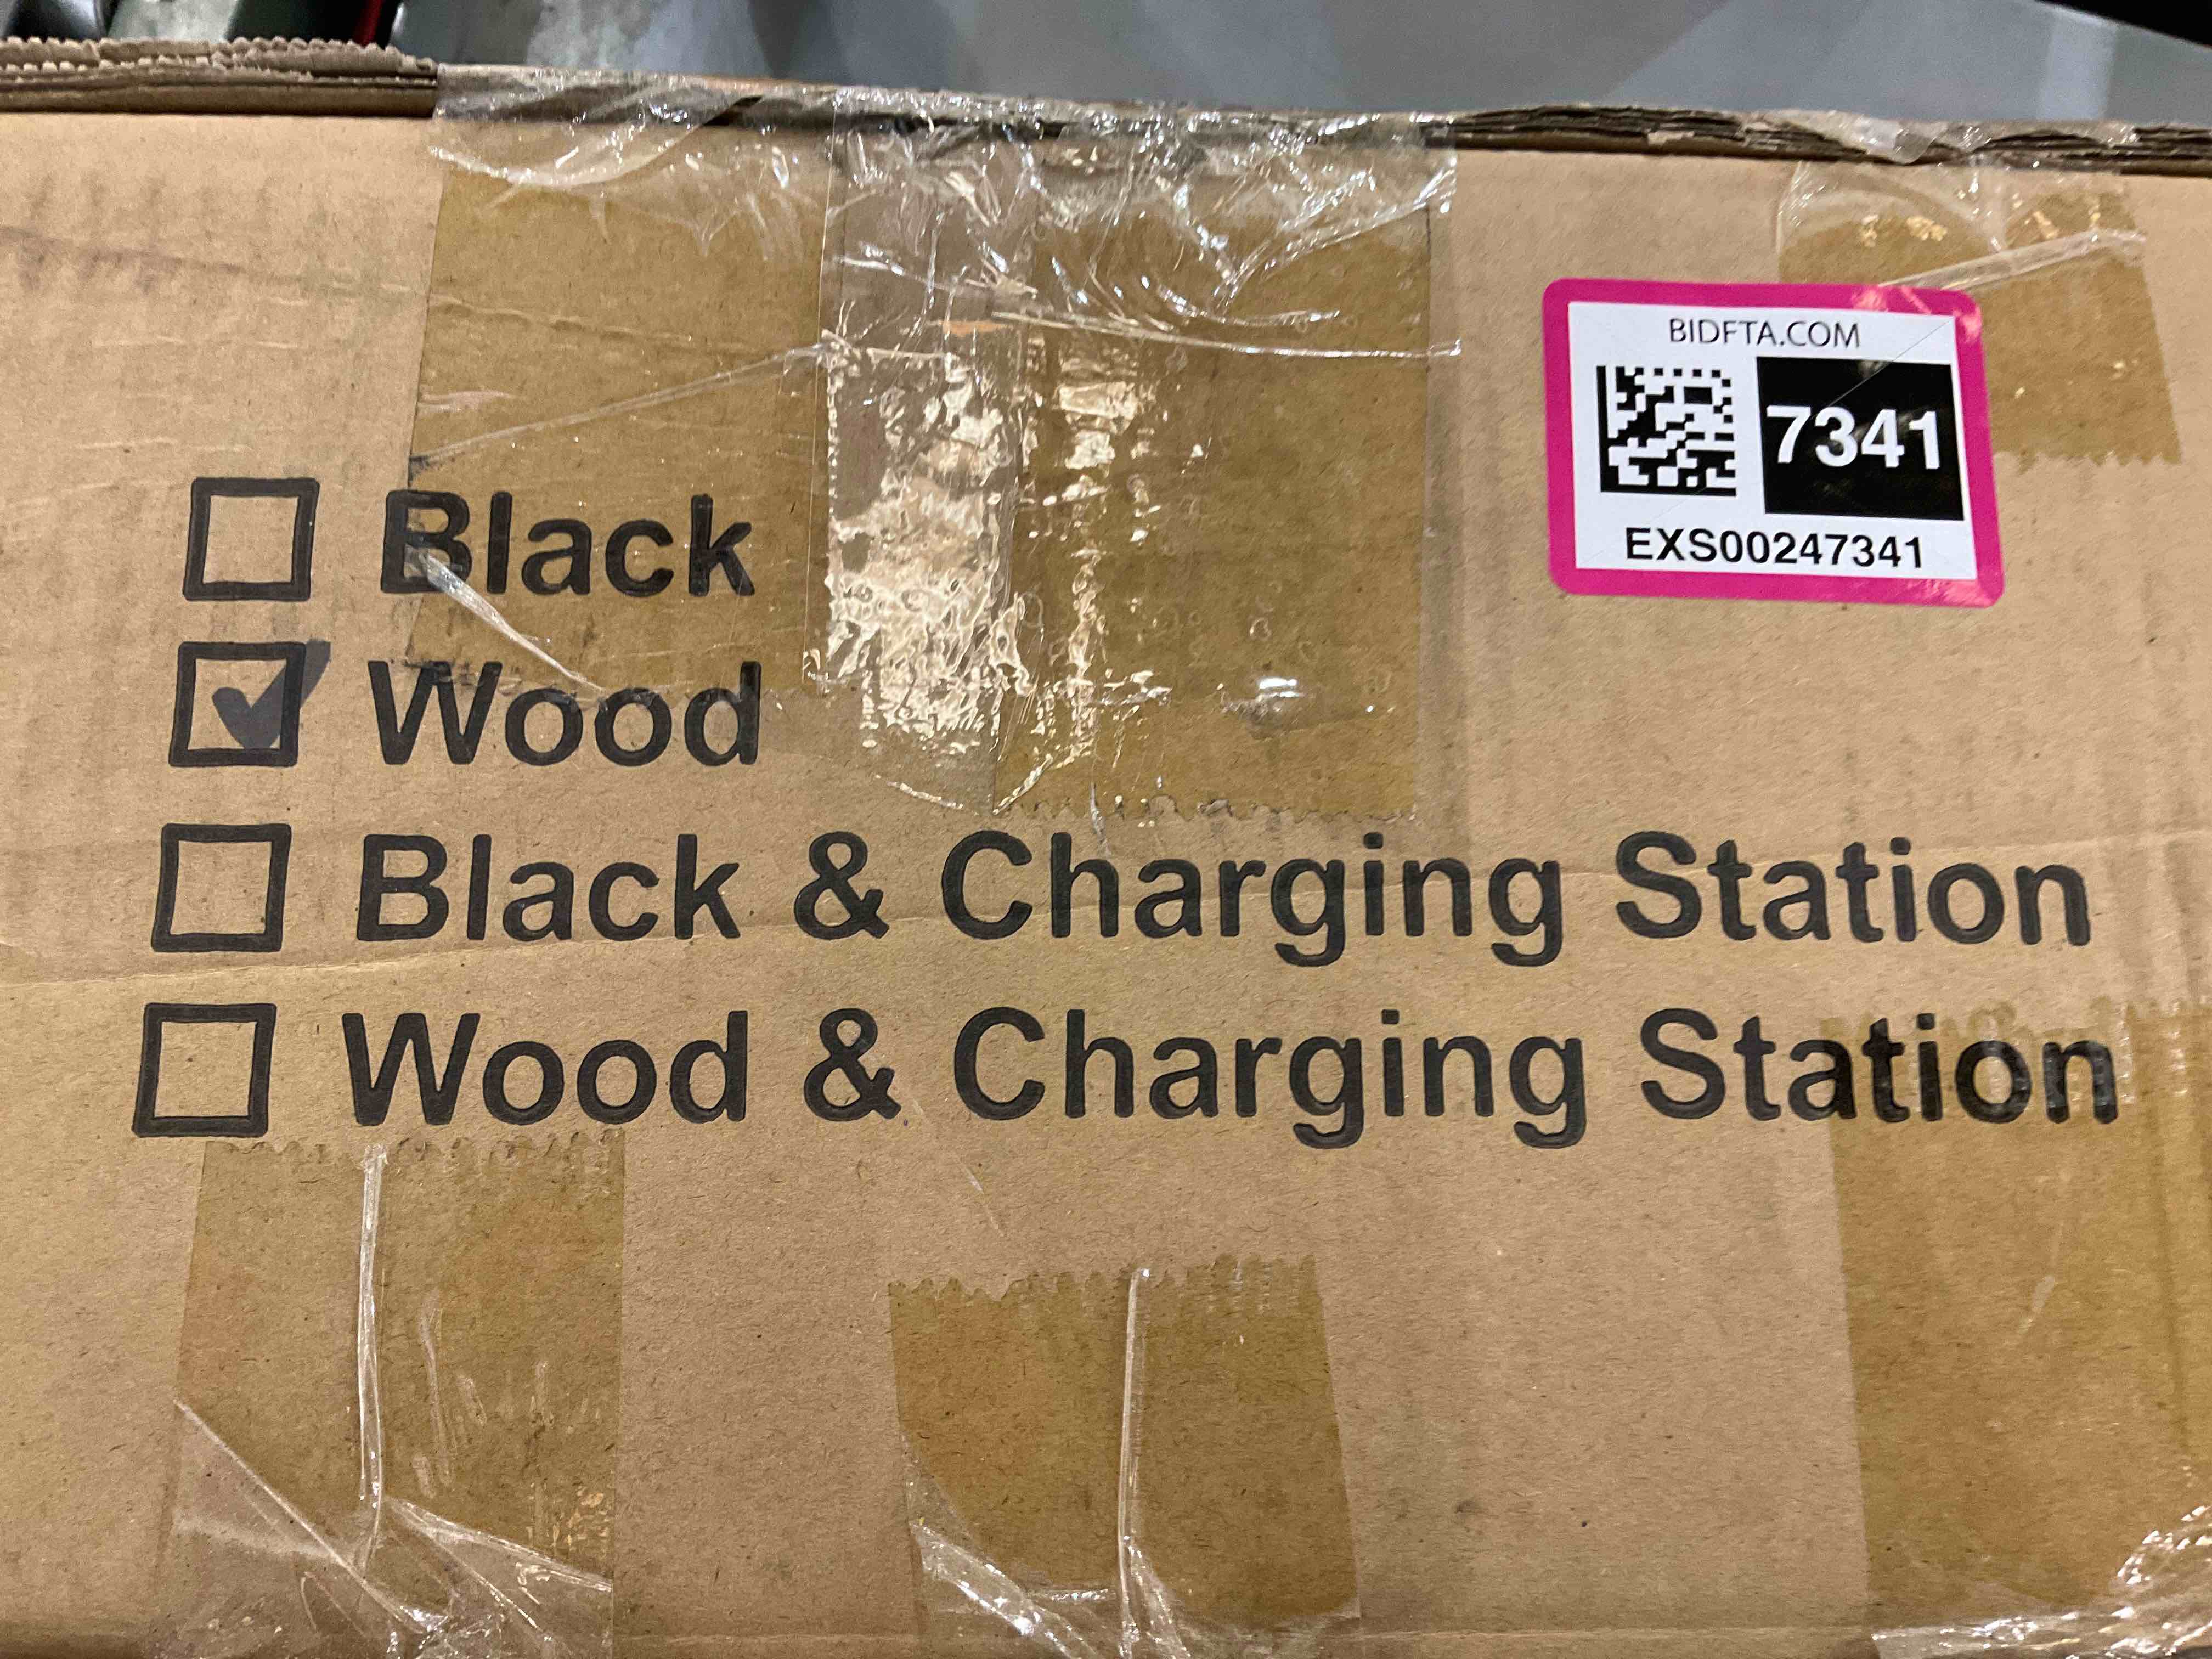 BIDFTA.COM
7341
EXS00247341
Black
Wood
Black & Charging Station
Wood & Charging Station